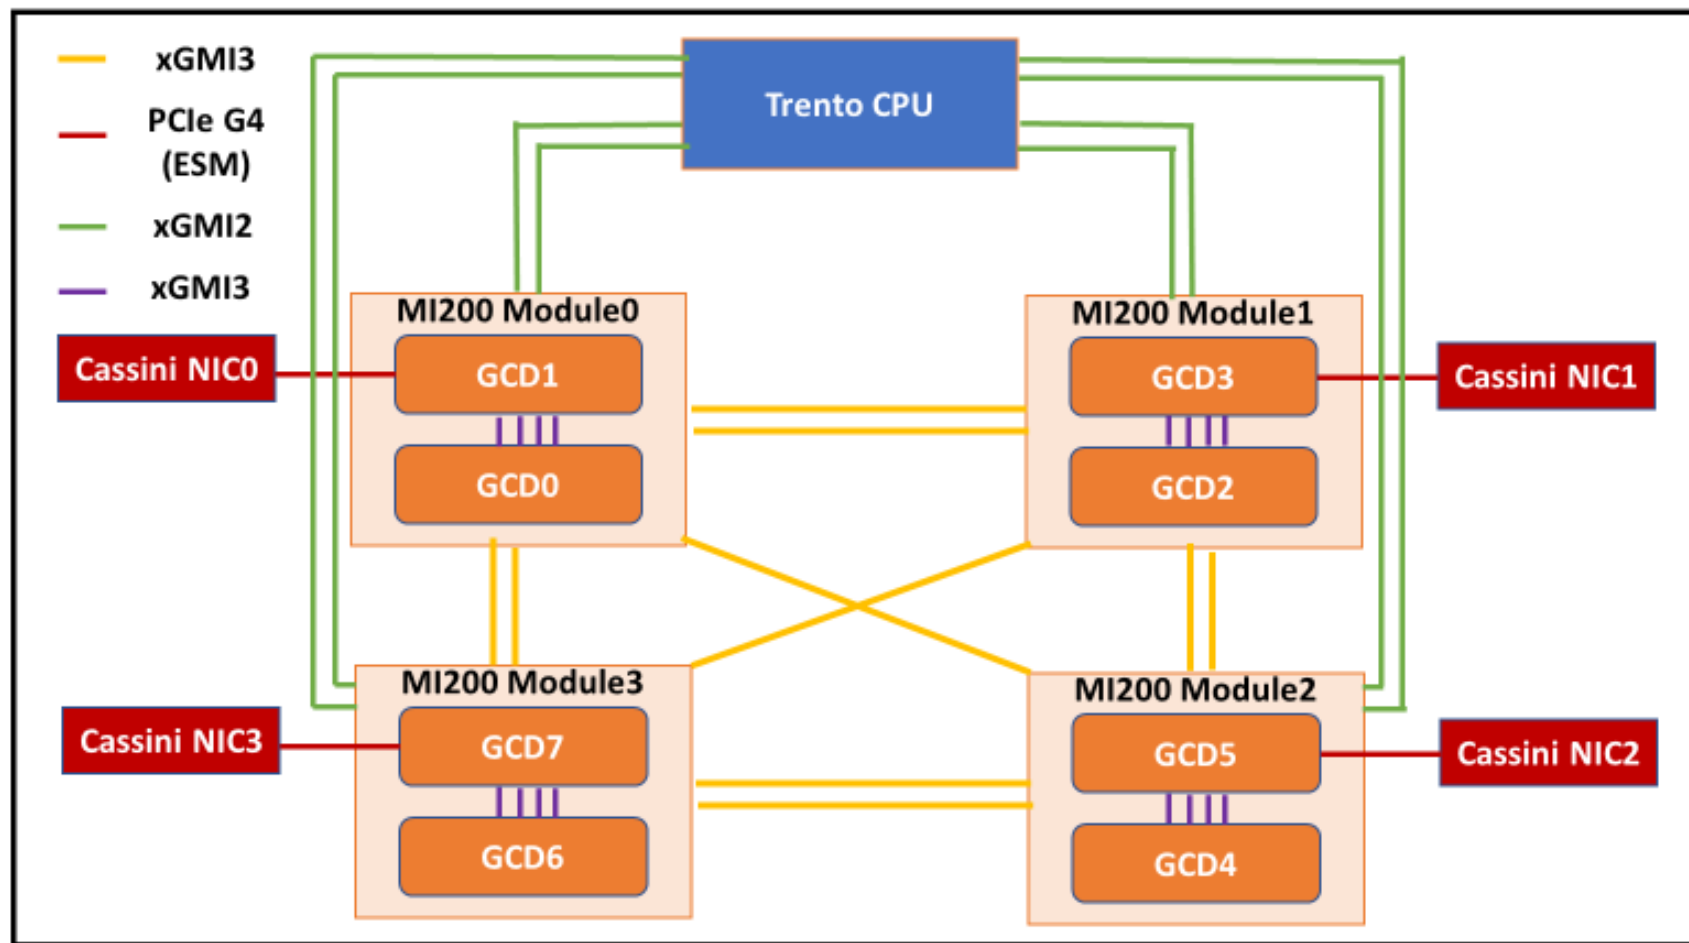 xGMI3
PCIe G4
(ESM)
xGMI2
xGMI3
Trento CPU
MI200 Module0
GCD1
GCD0
Cassini NIC0
MI200 Module1
GCD3
GCD2
Cassini NIC1
MI200 Module3
GCD7
GCD6
Cassini NIC3
MI200 Module2
GCD5
GCD4
Cassini NIC2